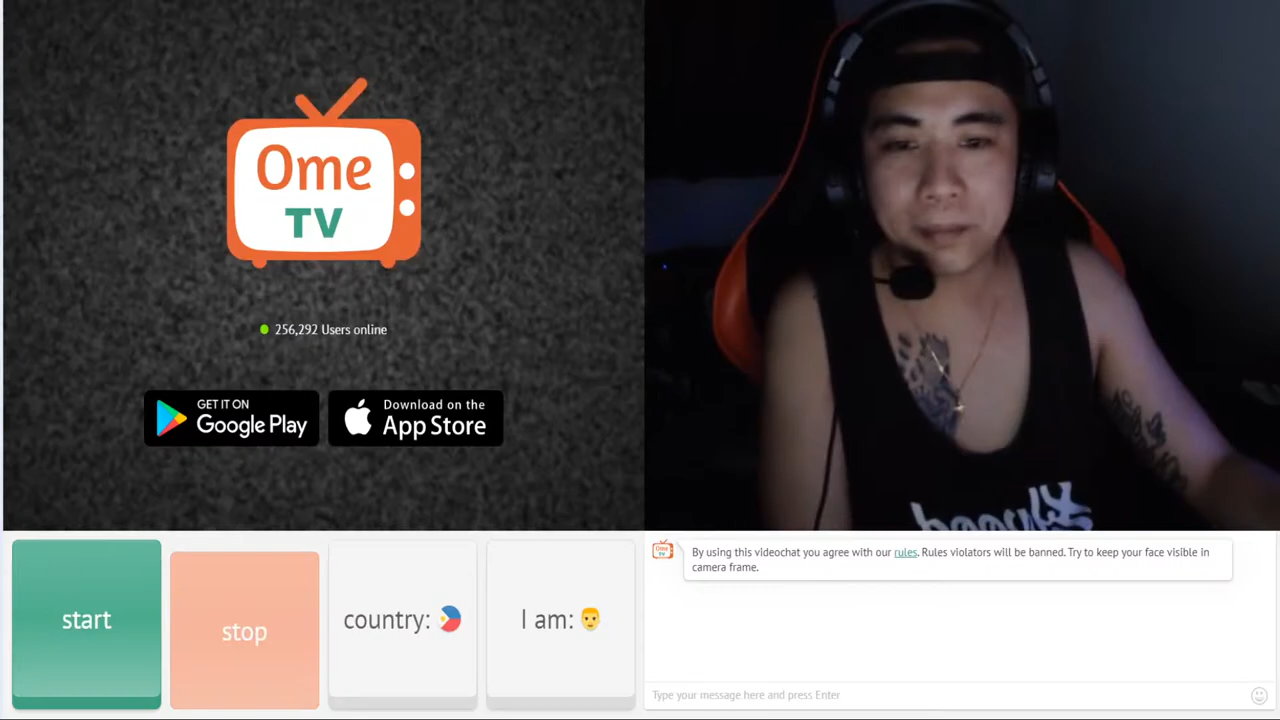 Ome
TV
256,292 Users online
GET IT ON
Google Play
Download on the
App Store
start
stop
country:
I am:
Ome
TV
By using this videochat you agree with our rules. Rules violators will be banned. Try to keep your face visible in
camera frame.
Type your message here and press Enter